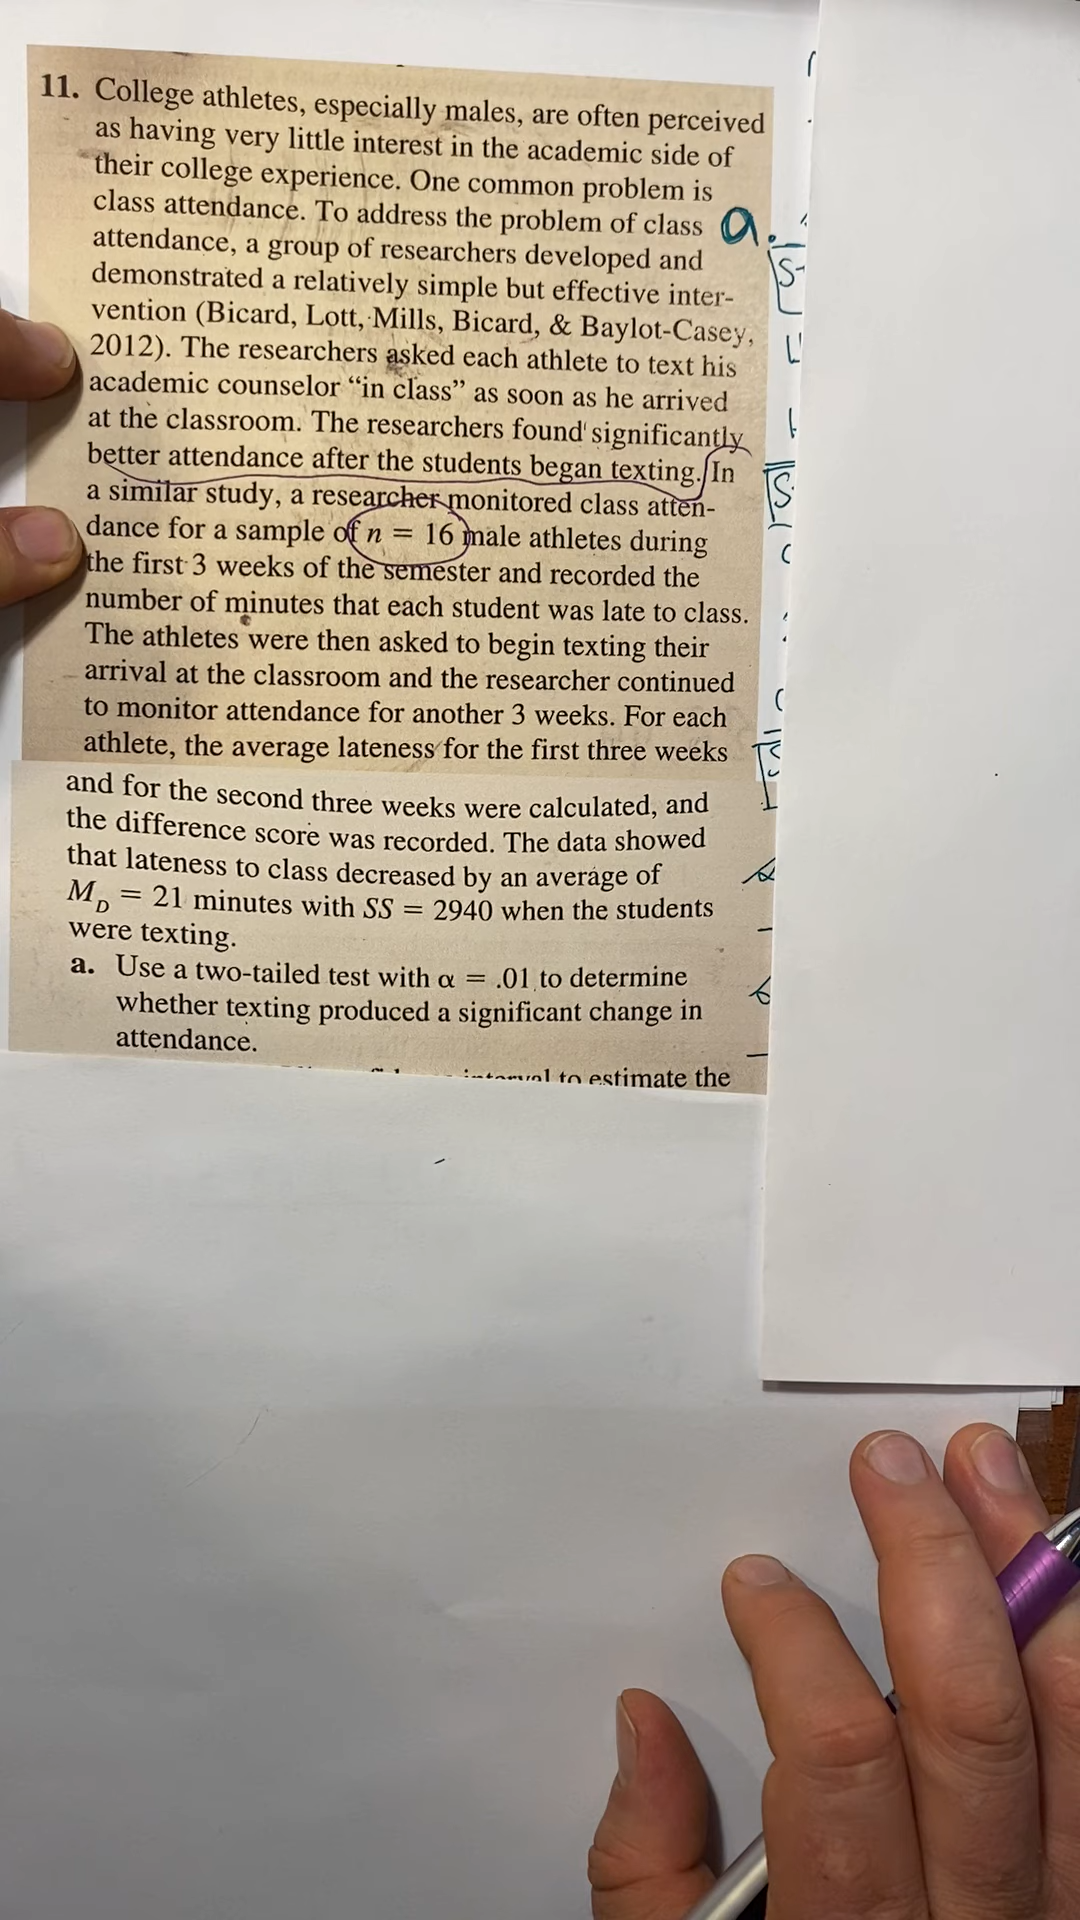 11. College athletes, especially males, are often perceived
as having very little interest in the academic side of
their college experience. One common problem is
class attendance. To address the problem of class
a.
attendance, a group of researchers developed and
demonstrated a relatively simple but effective inter-
vention (Bicard, Lott, Mills, Bicard, & Baylot-Casey,
2012). The researchers asked each athlete to text his
academic counselor “in class” as soon as he arrived
at the classroom. The researchers found significantly
better attendance after the students began texting. In
a similar study, a researcher monitored class atten-
dance for a sample of n = 16 male athletes during
the first 3 weeks of the semester and recorded the
number of minutes that each student was late to class.
The athletes were then asked to begin texting their
arrival at the classroom and the researcher continued
to monitor attendance for another 3 weeks. For each
athlete, the average lateness for the first three weeks
and for the second three weeks were calculated, and
the difference score was recorded. The data showed
that lateness to class decreased by an average of
M_D = 21 minutes with SS = 2940 when the students
were texting.
a. Use a two-tailed test with α = .01 to determine
whether texting produced a significant change in
attendance.
interval to estimate the